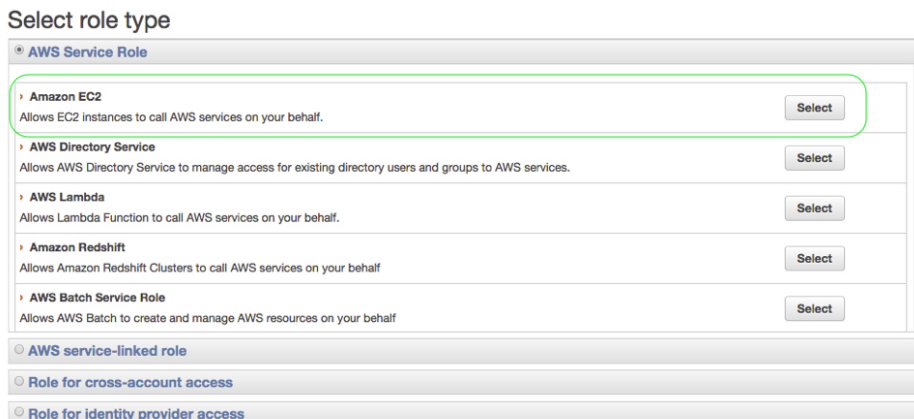 Select role type
AWS Service Role
Amazon EC2
Allows EC2 instances to call AWS services on your behalf.
Select
AWS Directory Service
Allows AWS Directory Service to manage access for existing directory users and groups to AWS services.
Select
AWS Lambda
Allows Lambda Function to call AWS services on your behalf.
Select
Amazon Redshift
Allows Amazon Redshift Clusters to call AWS services on your behalf
Select
AWS Batch Service Role
Allows AWS Batch to create and manage AWS resources on your behalf
Select
AWS service-linked role
Role for cross-account access
Role for identity provider access